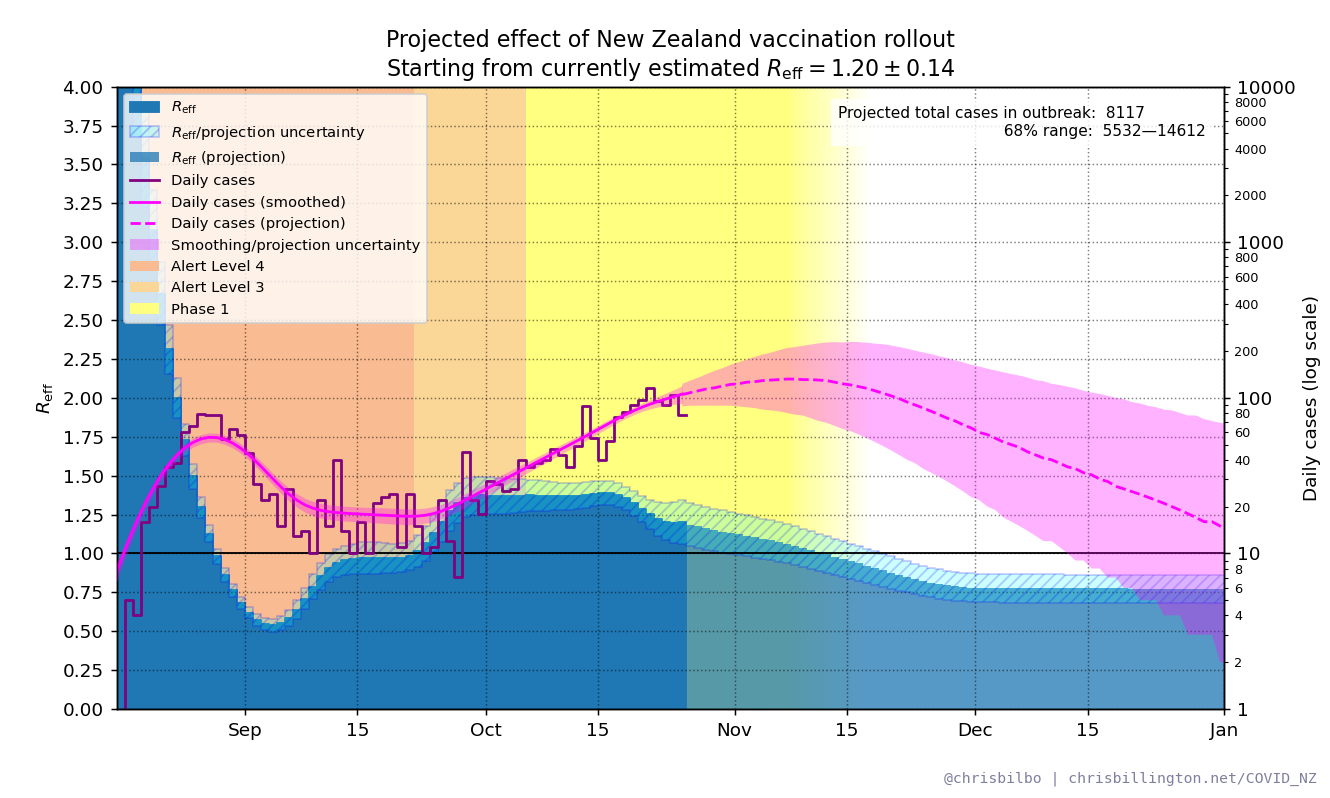 Projected effect of New Zealand vaccination rollout
Starting from currently estimated Reff = 1.20 ± 0.14
Reff
Reff/projection uncertainty
Reff (projection)
Daily cases
Daily cases (smoothed)
Daily cases (projection)
Smoothing/projection uncertainty
Alert Level 4
Alert Level 3
Phase 1
Projected total cases in outbreak: 8117
68% range: 5532—14612
Reff
4.00
3.75
3.50
3.25
3.00
2.75
2.50
2.25
2.00
1.75
1.50
1.25
1.00
0.75
0.50
0.25
0.00
10000
8000
6000
4000
2000
1000
800
600
400
200
100
80
60
40
20
10
8
6
4
2
1
Daily cases (log scale)
Sep 15 Oct 15 Nov 15 Dec 15 Jan
@chrisbilbo | chrisbillington.net/COVID_NZ